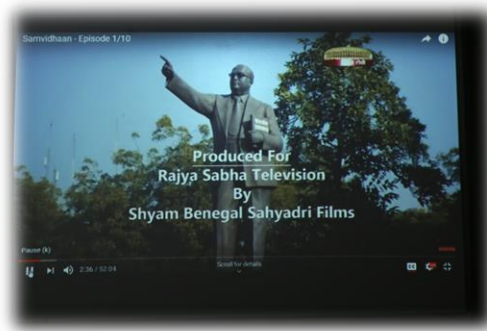 Samvidhaan - Episode 1/10
Produced For
Rajya Sabha Television
By
Shyam Benegal Sahyadri Films
Pause (k)
2:36 / 52:04
Scroll for details